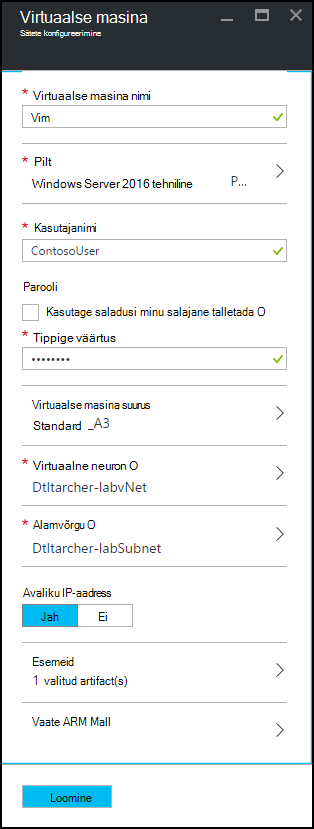 Virtuaalse masina
Sätete konfigureerimine
* Virtuaalse masina nimi
Vim
* Pilt
Windows Server 2016 tehniline P...
* Kasutajanimi
ContosoUser
Parooli
Kasutage saladusi minu salajane talletada O
* Tippige väärtus
••••••••
Virtuaalse masina suurus
Standard _A3
* Virtuaalne neuron O
Dtltarcher-labvNet
* Alamvõrgu O
Dtltarcher-labSubnet
Avaliku IP-aadress
Jah Ei
Esemeid
1 valitud artifact(s)
Vaate ARM Mall
Loomine